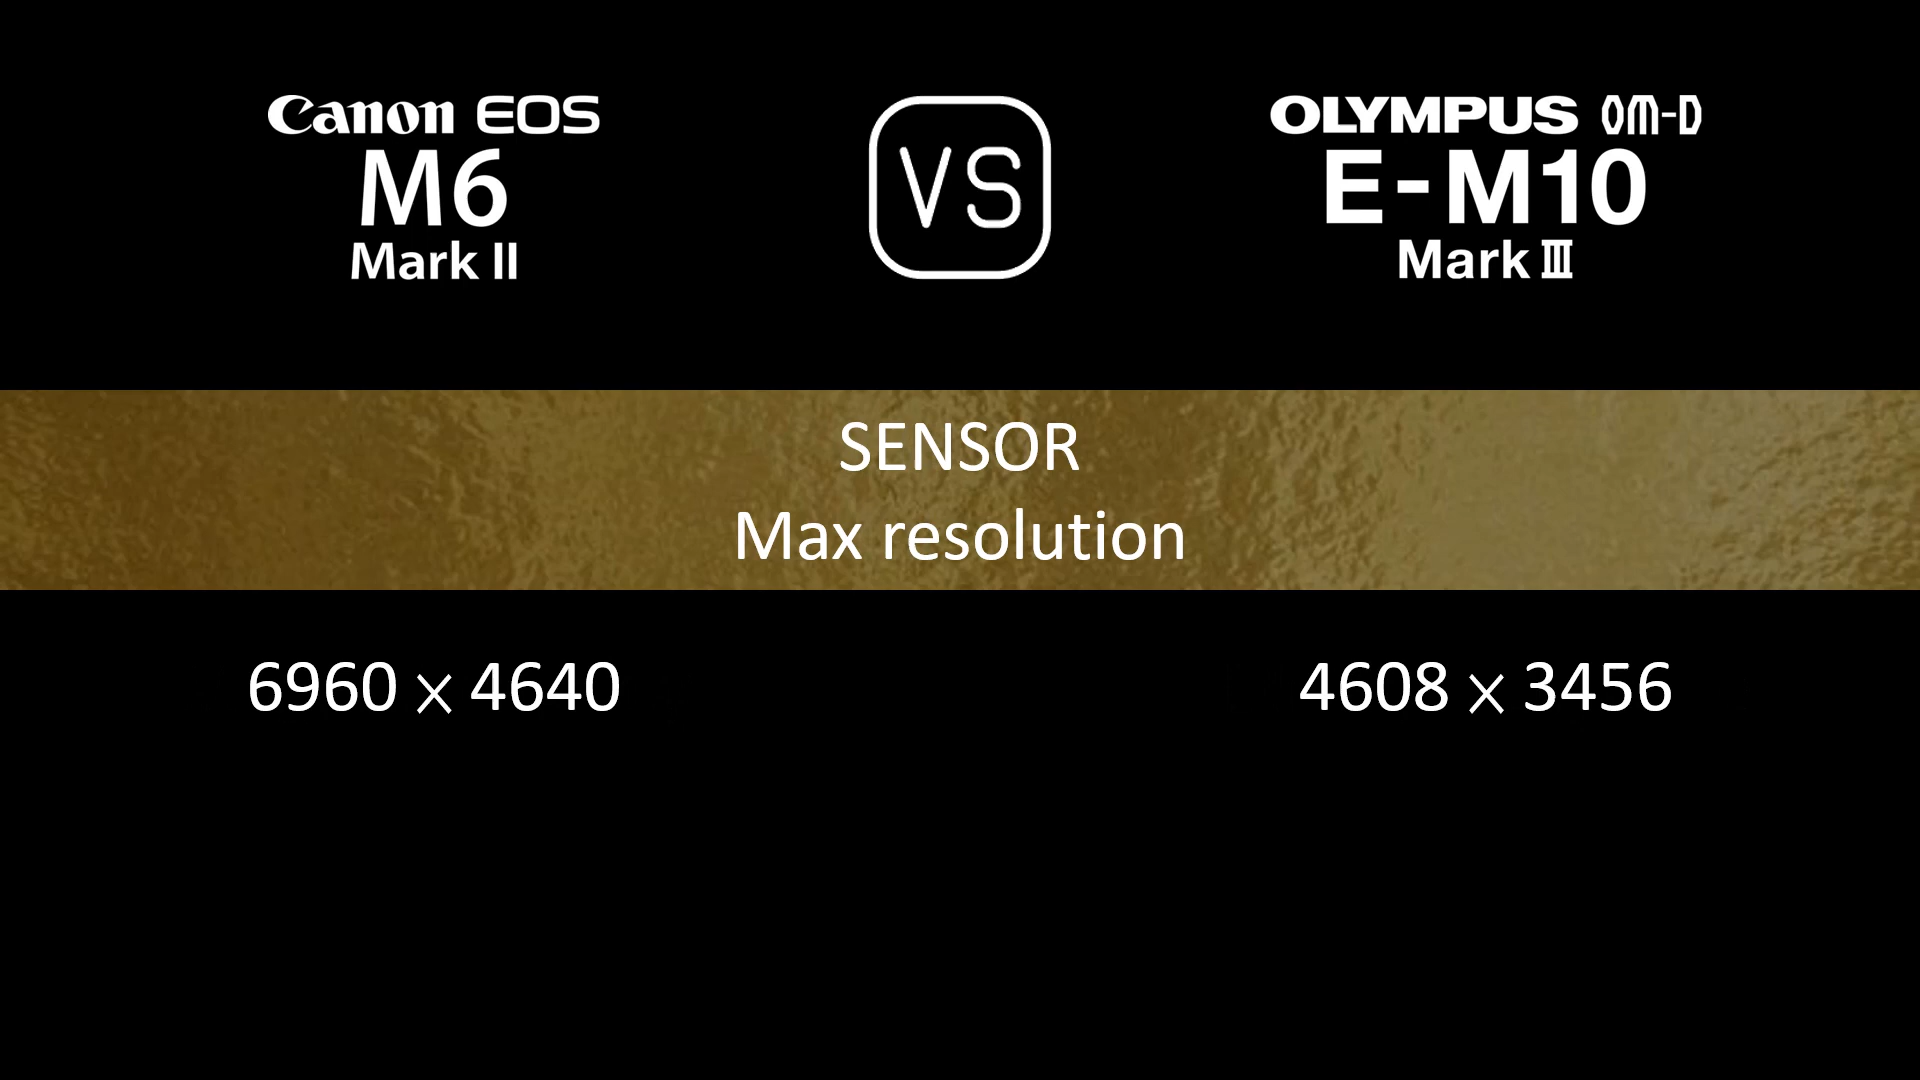 Canon EOS
M6
Mark II
VS
OLYMPUS OM-D
E-M10
Mark III
SENSOR
Max resolution
6960 x 4640
4608 x 3456